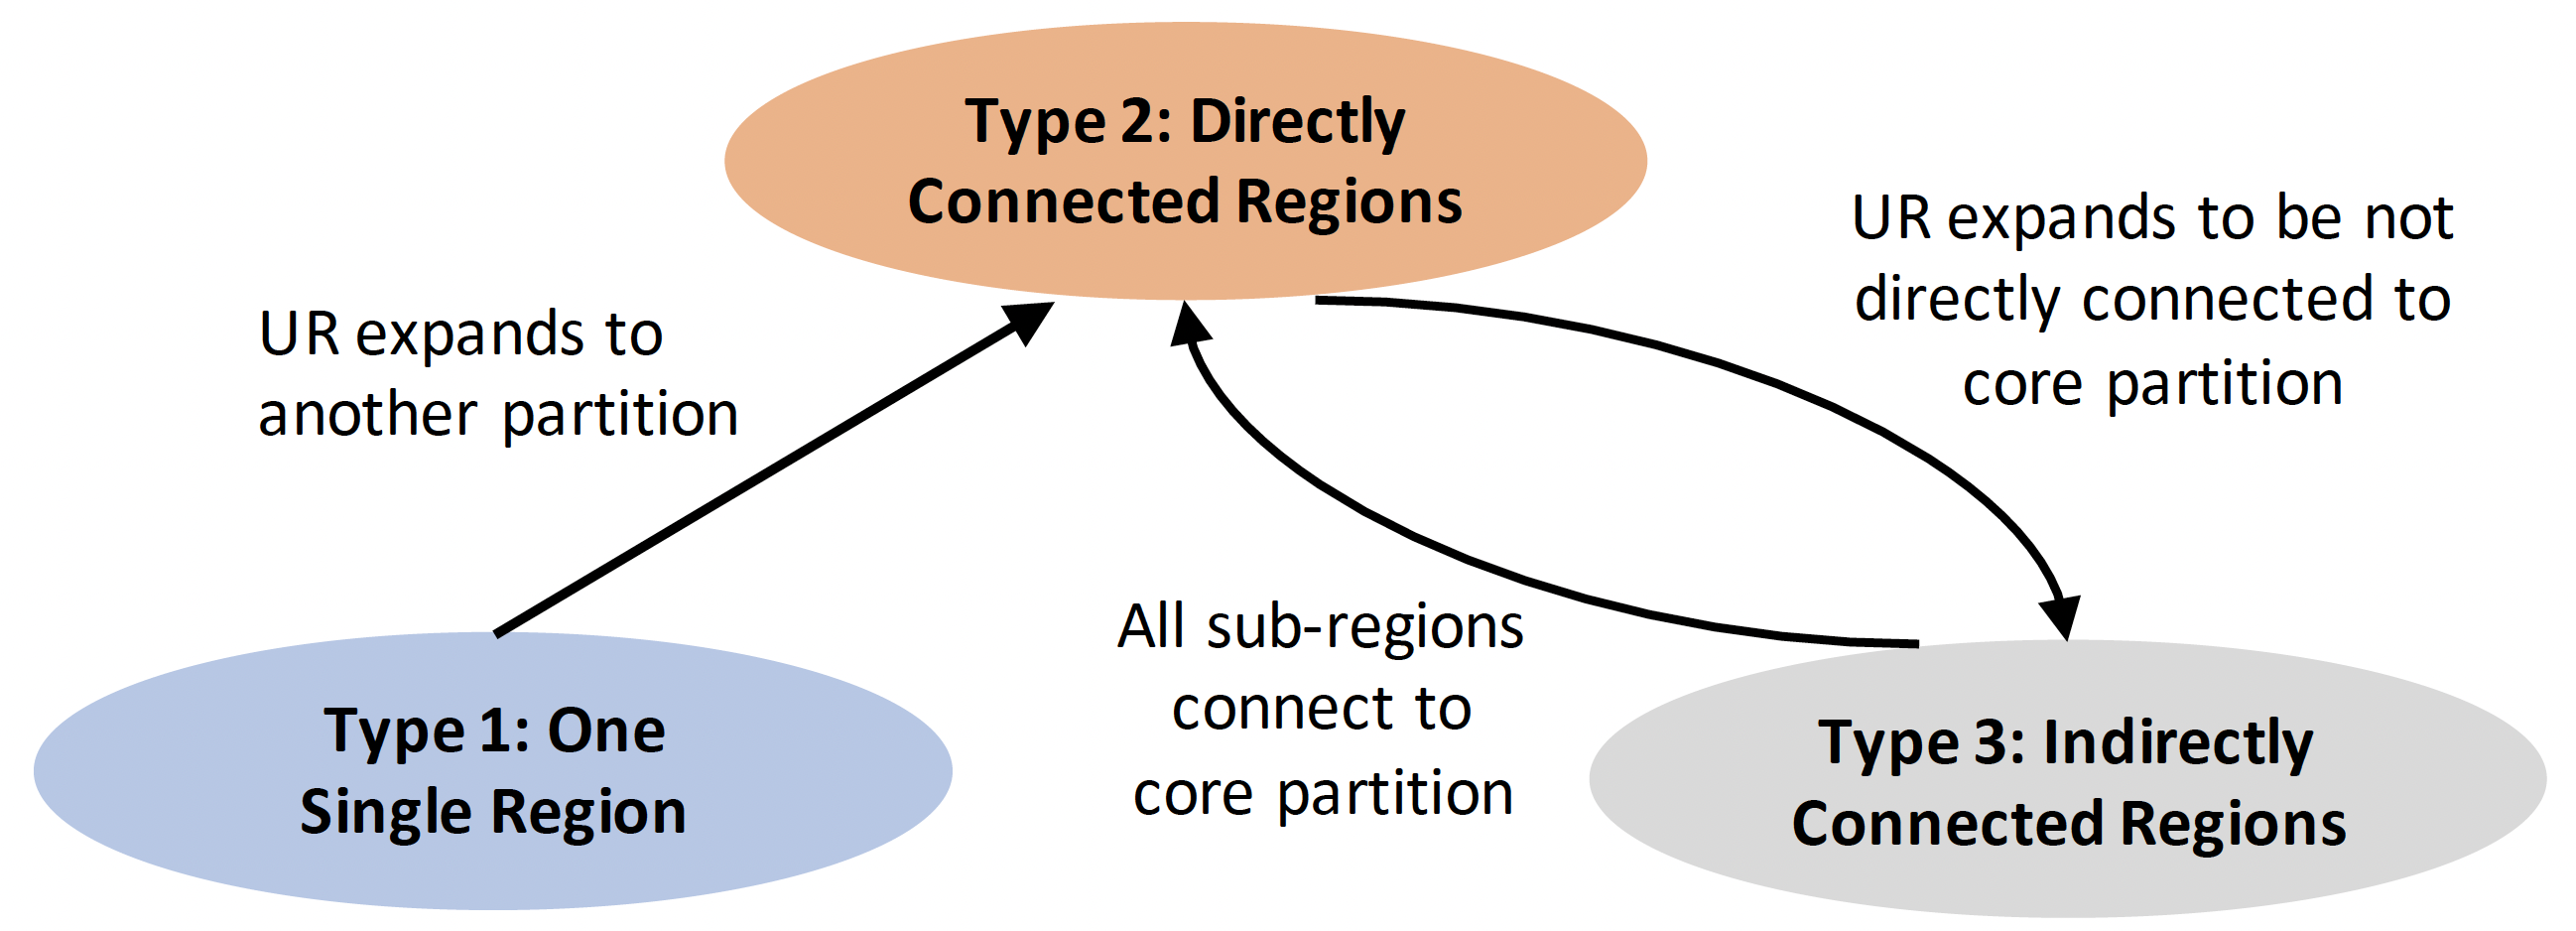 Type 2: Directly
Connected Regions
UR expands to be not
directly connected to
core partition
UR expands to
another partition
All sub-regions
connect to
core partition
Type 1: One
Single Region
Type 3: Indirectly
Connected Regions